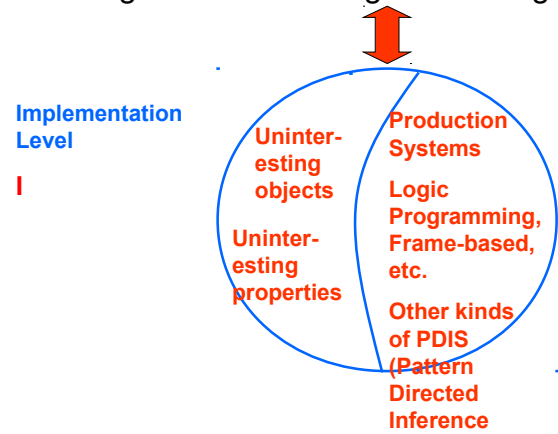 Implementation
Level
I
Uninter-
esting
objects
Uninter-
esting
properties
Production
Systems
Logic
Programming,
Frame-based,
etc.
Other kinds
of PDIS
(Pattern
Directed
Inference